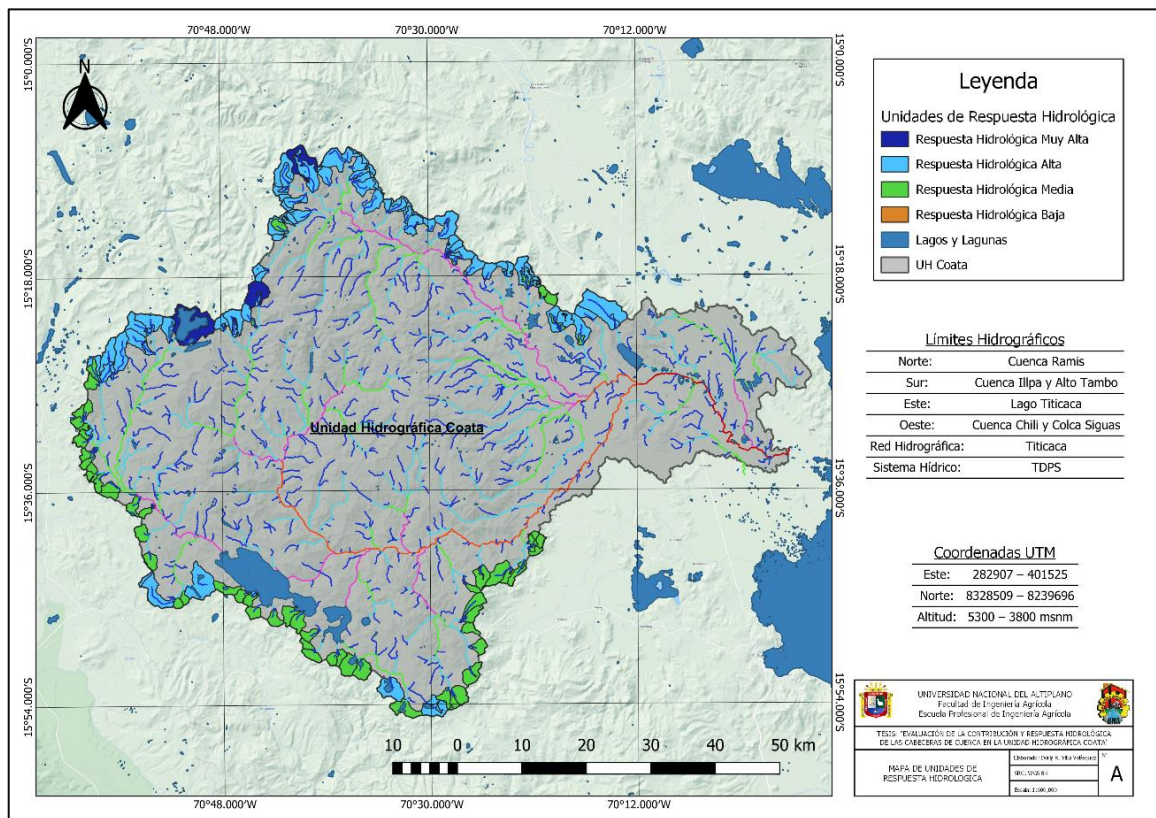 70°48.000'W
70°30.000'W
70°12.000'W
15°0.000'S
15°0.000'S
N
15°18.000'S
15°18.000'S
Unidad Hidrográfica Coata
15°36.000'S
15°36.000'S
15°54.000'S
15°54.000'S
10 0 10 20 30 40 50 km
70°48.000'W
70°30.000'W
70°12.000'W
Leyenda
Unidades de Respuesta Hidrológica
Respuesta Hidrológica Muy Alta
Respuesta Hidrológica Alta
Respuesta Hidrológica Media
Respuesta Hidrológica Baja
Lagos y Lagunas
UH Coata
Límites Hidrográficos
Norte: Cuenca Ramis
Sur: Cuenca Illpa y Alto Tambo
Este: Lago Titicaca
Oeste: Cuenca Chili y Colca Siguas
Red Hidrográfica: Titicaca
Sistema Hídrico: TDPS
Coordenadas UTM
Este: 282907 – 401525
Norte: 8328509 – 8239696
Altitud: 5300 – 3800 msnm
UNIVERSIDAD NACIONAL DEL ALTIPLANO
Facultad de Ingeniería Agrícola
Escuela Profesional de Ingeniería Agrícola
TESIS: "EVALUACIÓN DE LA CONTRIBUCIÓN Y RESPUESTA HIDROLÓGICA
DE LAS CABECERAS DE CUENCA EN LA UNIDAD HIDROGRÁFICA COATA"
MAPA DE UNIDADES DE
RESPUESTA HIDROLÓGICA
Elaborado:
Escala: 1:600,000
N°
A